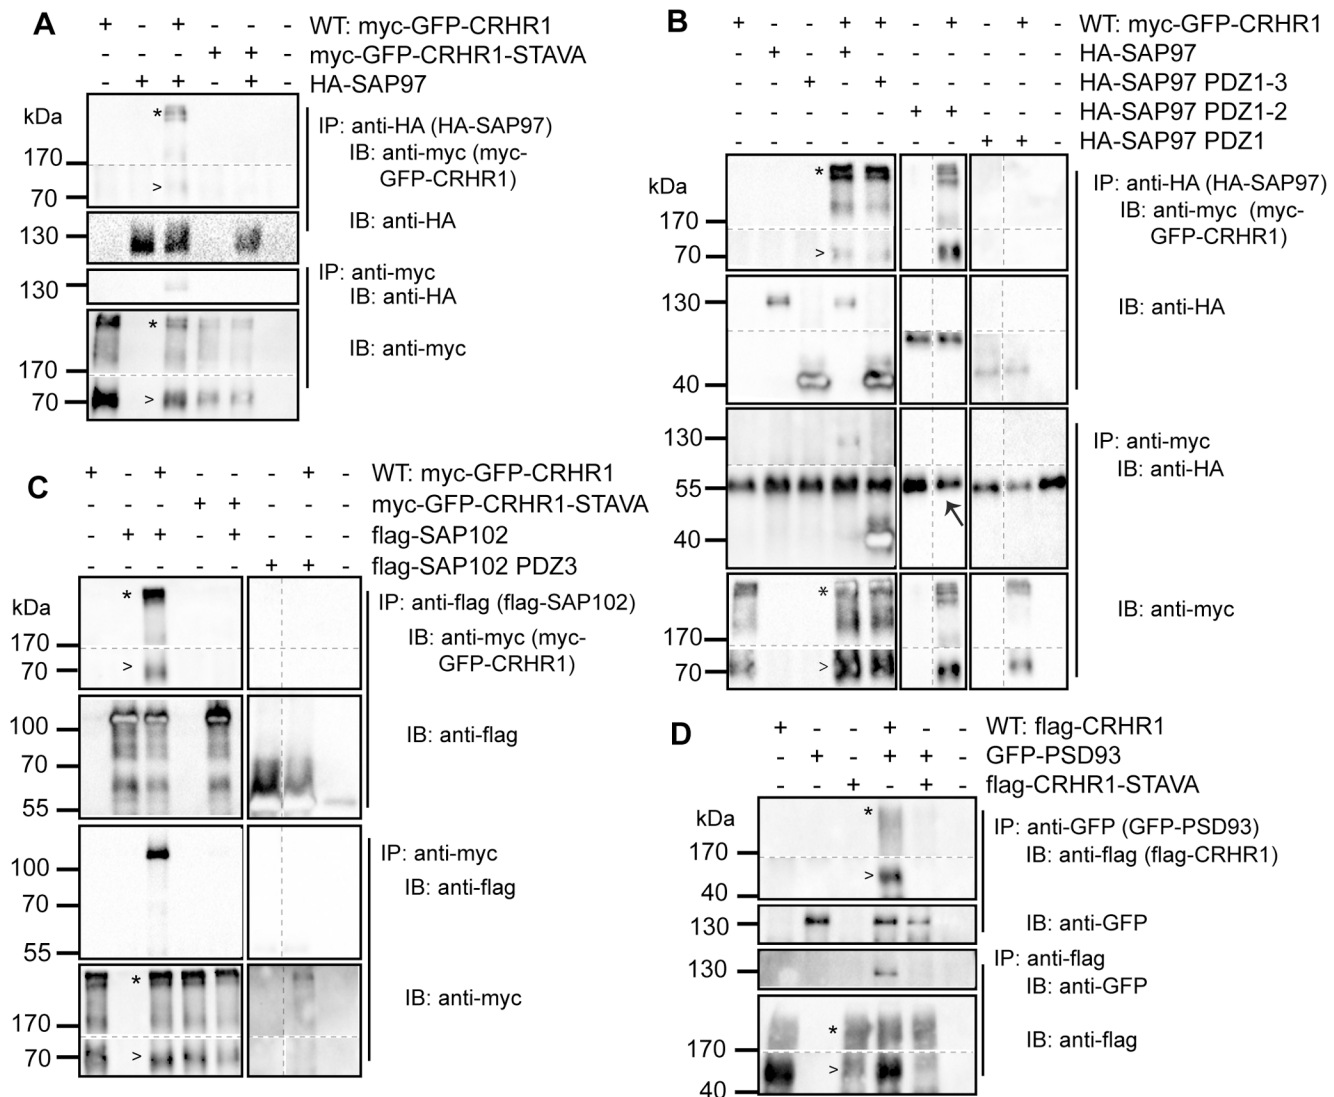 A
+ - + - - - WT: myc-GFP-CRHR1
- - - + + - myc-GFP-CRHR1-STAVA
- + + - + - HA-SAP97
kDa
*
IP: anti-HA (HA-SAP97)
IB: anti-myc (myc-
GFP-CRHR1)
170
>
70
130
IB: anti-HA
IP: anti-myc
130
IB: anti-HA
*
IB: anti-myc
170
70
>
B
+ - - + + - + - + - WT: myc-GFP-CRHR1
- + - + - - - - - - HA-SAP97
- - + - + - - - - - HA-SAP97 PDZ1-3
- - - - - + + - - - HA-SAP97 PDZ1-2
- - - - - - - + + - HA-SAP97 PDZ1
kDa
*
IP: anti-HA (HA-SAP97)
IB: anti-myc (myc-
GFP-CRHR1)
170
70
>
130
IB: anti-HA
40
130
IP: anti-myc
IB: anti-HA
55
40
*
IB: anti-myc
170
70
>
C
+ - + - - - + - WT: myc-GFP-CRHR1
- - - + + - - - myc-GFP-CRHR1-STAVA
- + + - + - - - flag-SAP102
- - - - - + + - flag-SAP102 PDZ3
kDa
*
IP: anti-flag (flag-SAP102)
IB: anti-myc (myc-
GFP-CRHR1)
170
70
>
100
IB: anti-flag
70
55
IP: anti-myc
100
IB: anti-flag
70
55
*
IB: anti-myc
170
70
>
D
+ - - + - - WT: flag-CRHR1
- + - + + - GFP-PSD93
- - + - + - flag-CRHR1-STAVA
kDa
*
IP: anti-GFP (GFP-PSD93)
170
IB: anti-flag (flag-CRHR1)
>
40
130
IB: anti-GFP
IP: anti-flag
130
IB: anti-GFP
*
IB: anti-flag
170
>
40